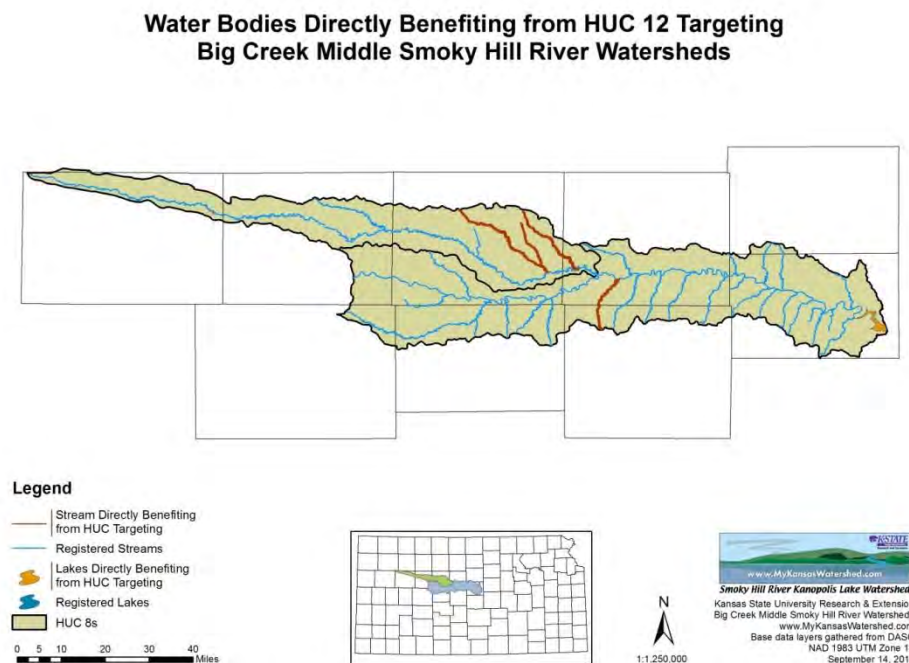 Water Bodies Directly Benefiting from HUC 12 Targeting
Big Creek Middle Smoky Hill River Watersheds
Legend
Stream Directly Benefiting
from HUC Targeting
Registered Streams
Lakes Directly Benefiting
from HUC Targeting
Registered Lakes
HUC 8s
0 5 10 20 30 40
Miles
N
1:1,250,000
www.MyKansasWatershed.com
Smoky Hill River Kanopolis Lake Watershed
Kansas State University Research & Extensio
Big Creek Middle Smoky Hill River Watershed
www.MyKansasWatershed.com
Base data layers gathered from DAS
NAD 1983 UTM Zone 1
September 14, 201